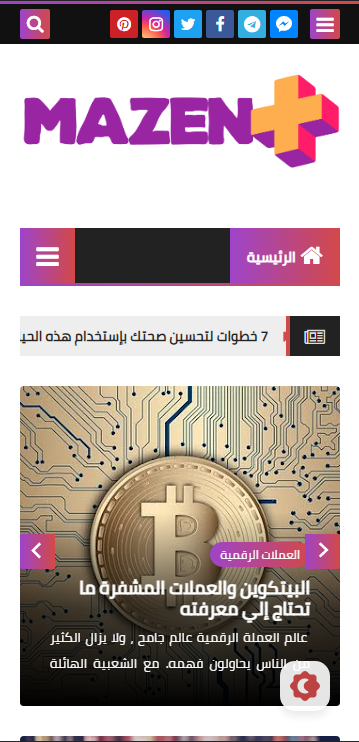 MAZEN
الرئيسية
7 خطوات لتحسين صحتك بإستخدام هذه الحي
العملات الرقمية
البيتكوين والعملات المشفرة ما
تحتاج إلي معرفته
عالم العملة الرقمية عالم جامح , ولا يزال الكثير
من الناس يحاولون فهمه. مع الشعبية الهائلة